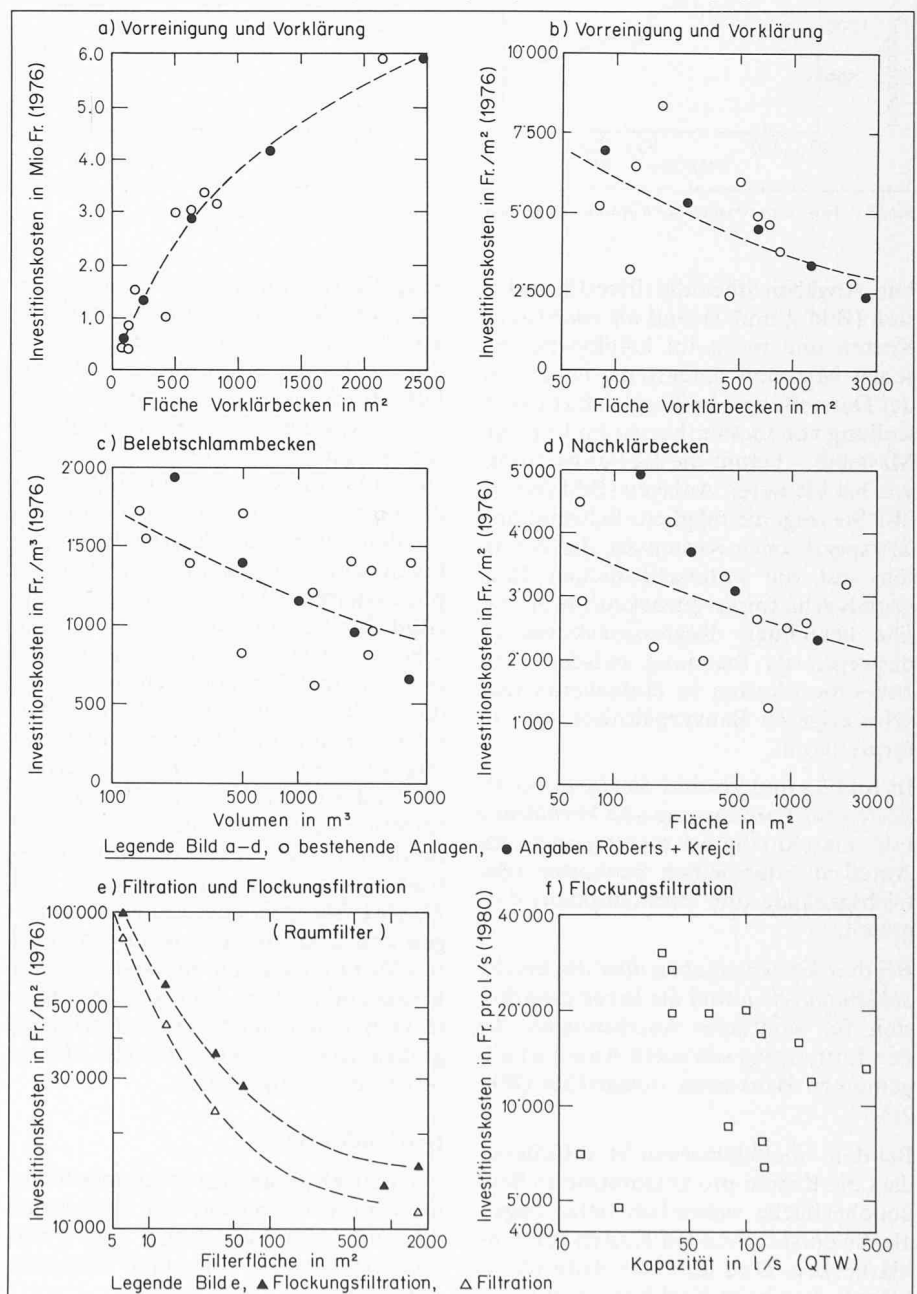 a) Vorreinigung und Vorklärung
Investitionskosten in Mio Fr. (1976)
6.0
5.0
4.0
3.0
2.0
1.0
0
0 500 1000 1500 2000 2500
Fläche Vorklärbecken in m²
b) Vorreinigung und Vorklärung
Investitionskosten in Fr./m² (1976)
10'000
7'500
5'000
2'500
0
50 100 500 1000 3000
Fläche Vorklärbecken in m²
c) Belebtschlammbecken
Investitionskosten in Fr./m³ (1976)
2'000
1500
1000
500
0
100 500 1000 5000
Volumen in m³
d) Nachklärbecken
Investitionskosten in Fr./m² (1976)
5'000
4'000
3'000
2'000
1'000
0
50 100 500 1000 3000
Fläche in m²
Legende Bild a–d, o bestehende Anlagen, ● Angaben Roberts + Krejci
e) Filtration und Flockungsfiltration
(Raumfilter)
Investitionskosten in Fr./m² (1976)
100'000
50'000
30'000
10'000
5 10 50 100 5000 1000
Filterfläche in m²
Legende Bild e, ▲ Flockungsfiltration, △ Filtration
f) Flockungsfiltration
Investitionskosten in Fr. pro l/s (1980)
40'000
20'000
10'000
5'000
4'000
10 50 100 500
Kapazität in l/s (QTW)